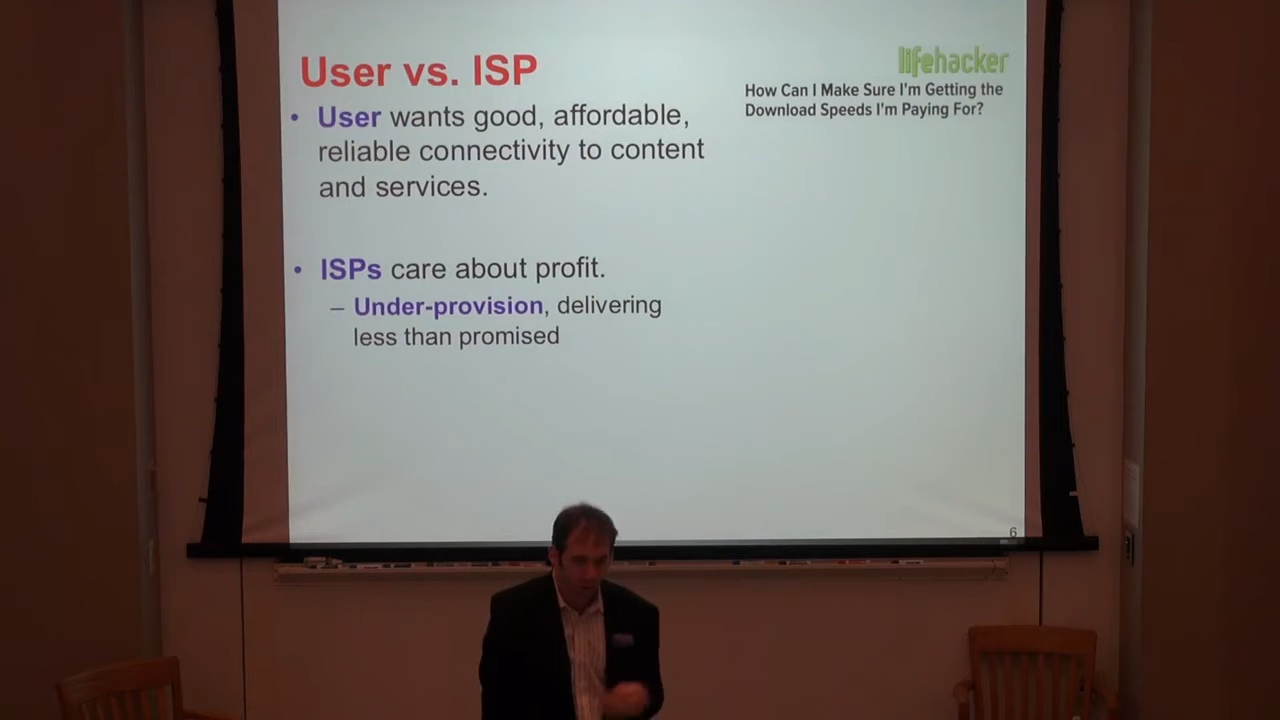 User vs. ISP
• User wants good, affordable,
reliable connectivity to content
and services.
• ISPs care about profit.
– Under-provision, delivering
less than promised
lifehacker
How Can I Make Sure I'm Getting the
Download Speeds I'm Paying For?
6